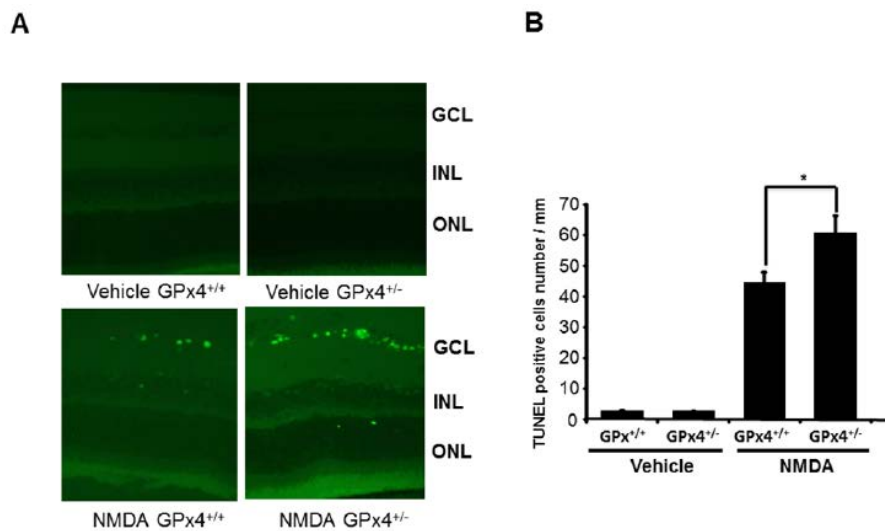 A
GCL
INL
ONL
Vehicle GPx4+/+ Vehicle GPx4+/-
GCL
INL
ONL
NMDA GPx4+/+ NMDA GPx4+/-
B
*
TUNEL positive cells number / mm
70
60
50
40
30
20
10
0
GPx+/+ GPx4+/- GPx4+/+ GPx4+/-
Vehicle NMDA